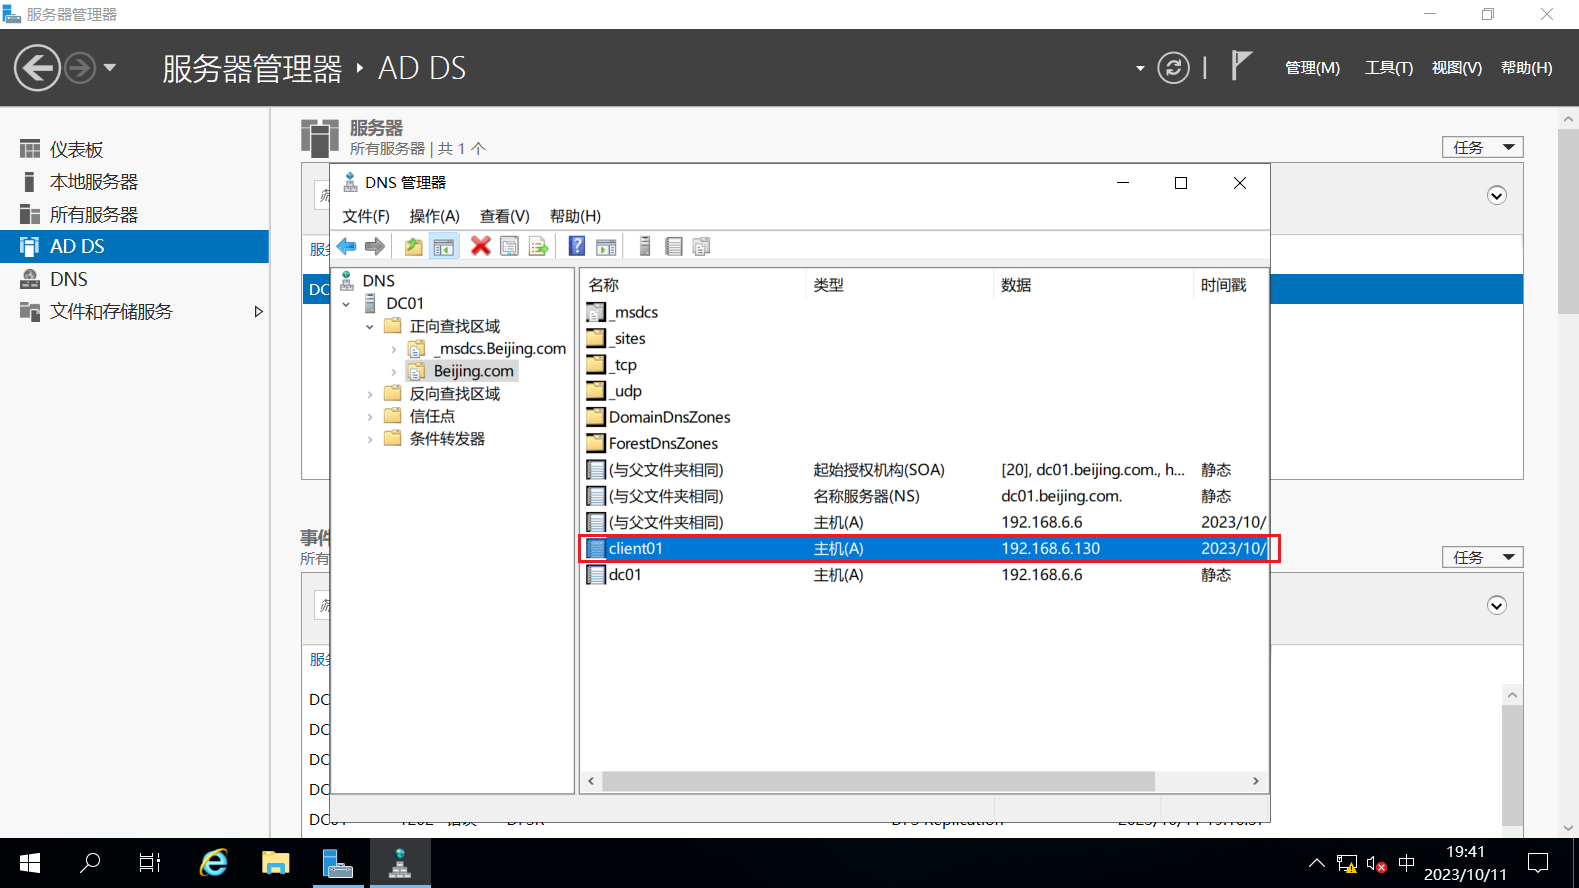 服务器管理器
服务器管理器 ‣ AD DS
管理(M) 工具(T) 视图(V) 帮助(H)
仪表板
本地服务器
所有服务器
AD DS
DNS
文件和存储服务
服务器
所有服务器 | 共 1 个
任务
DNS 管理器
文件(F) 操作(A) 查看(V) 帮助(H)
DNS
DC01
正向查找区域
_msdcs.Beijing.com
Beijing.com
反向查找区域
信任点
条件转发器
名称 类型 数据 时间戳
_msdcs
_sites
_tcp
_udp
DomainDnsZones
ForestDnsZones
(与父文件夹相同) 起始授权机构(SOA) [20], dc01.beijing.com., h... 静态
(与父文件夹相同) 名称服务器(NS) dc01.beijing.com. 静态
(与父文件夹相同) 主机(A) 192.168.6.6 2023/10/
client01 主机(A) 192.168.6.130 2023/10/
dc01 主机(A) 192.168.6.6 静态
事件
所有
任务
DC
DC
DC
DC
DC
中
19:41
2023/10/11